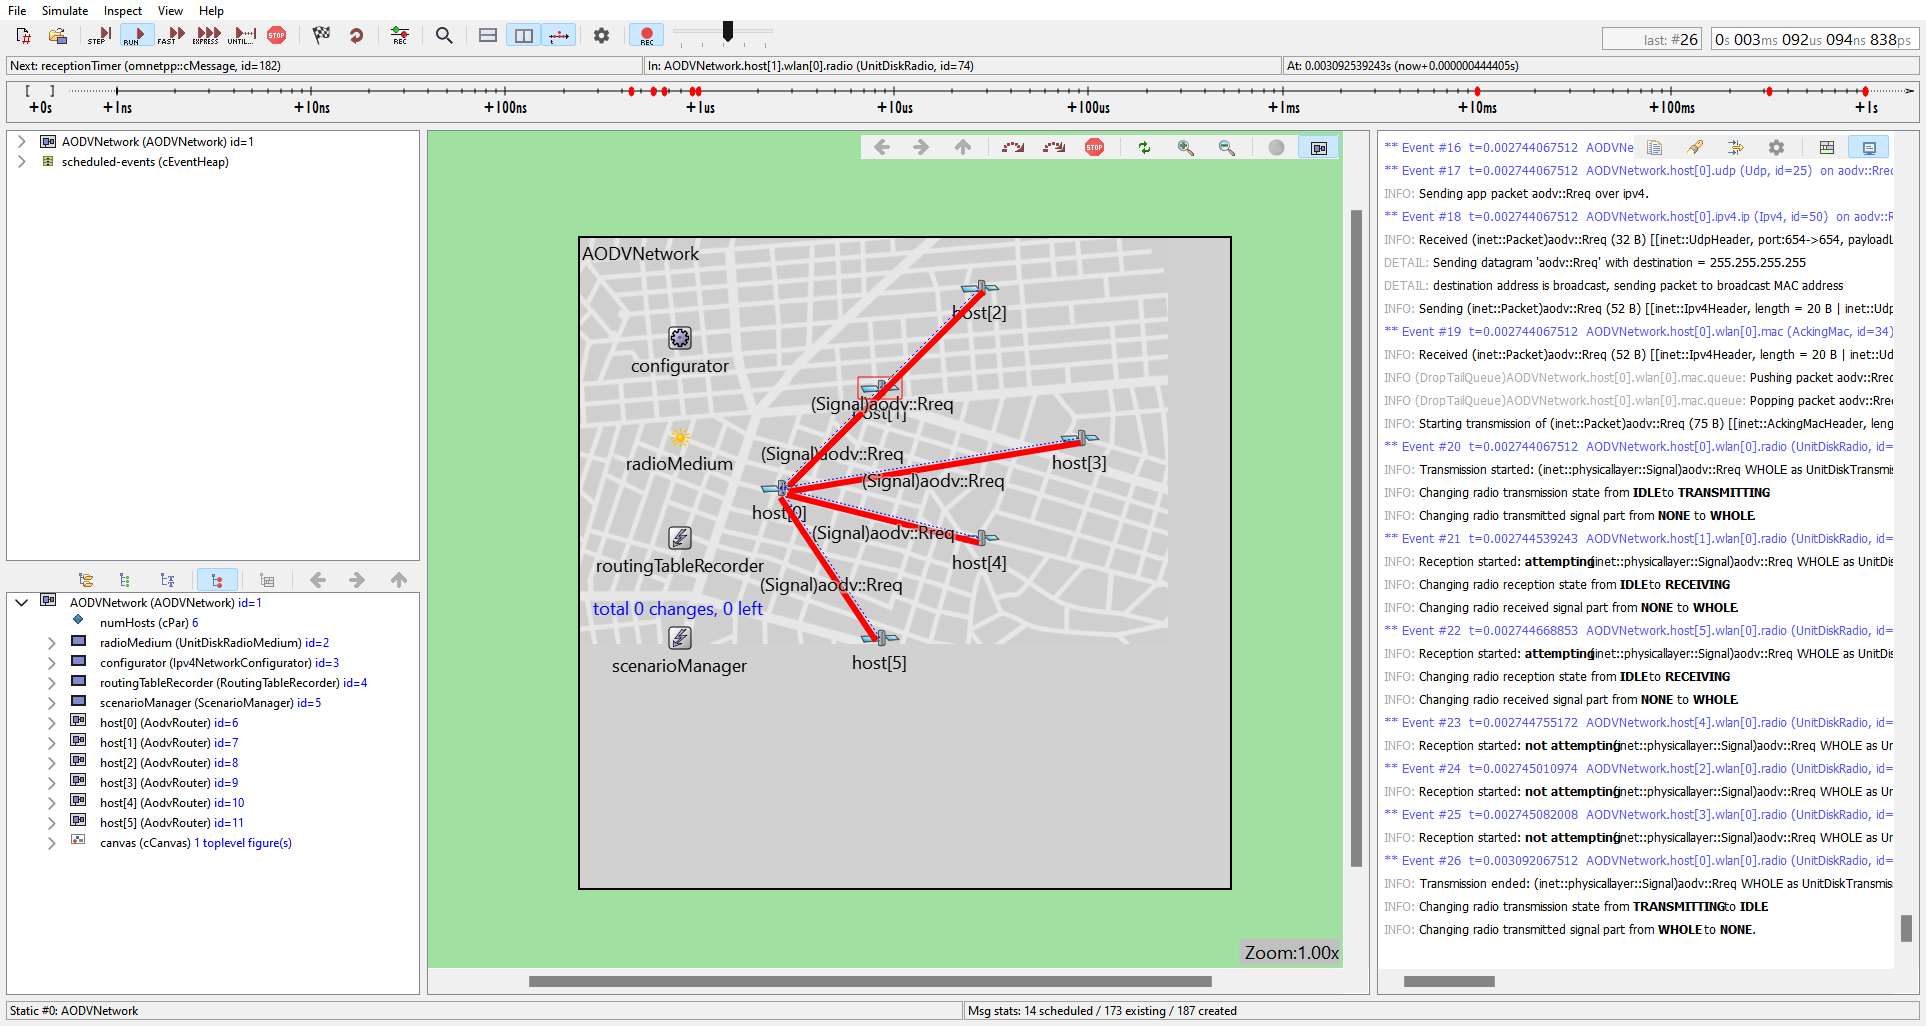 File Simulate Inspect View Help
STEP RUN FAST EXPRESS UNTIL... STOP REC REC
last: #26 0s 003ms 092us 094ns 838ps
Next: receptionTimer (omnetpp::cMessage, id=182) In: AODVNetwork.host[1].wlan[0].radio (UnitDiskRadio, id=74) At: 0.003092539243s (now+0.000000444405s)
[ ]
+0s +1ns +10ns +100ns +1us +10us +100us +1ms +10ms +100ms +1s
AODVNetwork (AODVNetwork) id=1
scheduled-events (cEventHeap)
AODVNetwork (AODVNetwork) id=1
numHosts (cPar) 6
radioMedium (UnitDiskRadioMedium) id=2
configurator (Ipv4NetworkConfigurator) id=3
routingTableRecorder (RoutingTableRecorder) id=4
scenarioManager (ScenarioManager) id=5
host[0] (AodvRouter) id=6
host[1] (AodvRouter) id=7
host[2] (AodvRouter) id=8
host[3] (AodvRouter) id=9
host[4] (AodvRouter) id=10
host[5] (AodvRouter) id=11
canvas (cCanvas) 1 toplevel figure(s)
STOP
AODVNetwork
host[2]
configurator
(Signal)aodv::Rreq
host[1]
(Signal)aodv::Rreq
radioMedium
host[3]
(Signal)aodv::Rreq
host[0]
(Signal)aodv::Rreq
host[4]
routingTableRecorder
(Signal)aodv::Rreq
total 0 changes, 0 left
scenarioManager
host[5]
Zoom:1.00x
** Event #16 t=0.002744067512 AODVNe
** Event #17 t=0.002744067512 AODVNetwork.host[0].udp (Udp, id=25) on aodv::Rreq
INFO: Sending app packet aodv::Rreq over ipv4.
** Event #18 t=0.002744067512 AODVNetwork.host[0].ipv4.ip (Ipv4, id=50) on aodv::R
INFO: Received (inet::Packet)aodv::Rreq (32 B) [[inet::UdpHeader, port:654->654, payloadL
DETAIL: Sending datagram 'aodv::Rreq' with destination = 255.255.255.255
DETAIL: destination address is broadcast, sending packet to broadcast MAC address
INFO: Sending (inet::Packet)aodv::Rreq (52 B) [[inet::Ipv4Header, length = 20 B | inet::Udp
** Event #19 t=0.002744067512 AODVNetwork.host[0].wlan[0].mac (AckingMac, id=34)
INFO: Received (inet::Packet)aodv::Rreq (52 B) [[inet::Ipv4Header, length = 20 B | inet::Ud
INFO (DropTailQueue)AODVNetwork.host[0].wlan[0].mac.queue: Pushing packet aodv::Rrec
INFO (DropTailQueue)AODVNetwork.host[0].wlan[0].mac.queue: Popping packet aodv::Rrec
INFO: Starting transmission of (inet::Packet)aodv::Rreq (75 B) [[inet::AckingMacHeader, leng
** Event #20 t=0.002744067512 AODVNetwork.host[0].wlan[0].radio (UnitDiskRadio, id=
INFO: Transmission started: (inet::physicallayer::Signal)aodv::Rreq WHOLE as UnitDiskTransmis
INFO: Changing radio transmission state from IDLE to TRANSMITTING
INFO: Changing radio transmitted signal part from NONE to WHOLE.
** Event #21 t=0.002744539243 AODVNetwork.host[1].wlan[0].radio (UnitDiskRadio, id=
INFO: Reception started: attempting (inet::physicallayer::Signal)aodv::Rreq WHOLE as UnitDis
INFO: Changing radio reception state from IDLE to RECEIVING
INFO: Changing radio received signal part from NONE to WHOLE.
** Event #22 t=0.002744668853 AODVNetwork.host[5].wlan[0].radio (UnitDiskRadio, id=
INFO: Reception started: attempting (inet::physicallayer::Signal)aodv::Rreq WHOLE as UnitDis
INFO: Changing radio reception state from IDLE to RECEIVING
INFO: Changing radio received signal part from NONE to WHOLE.
** Event #23 t=0.002744755172 AODVNetwork.host[4].wlan[0].radio (UnitDiskRadio, id=
INFO: Reception started: not attempting (inet::physicallayer::Signal)aodv::Rreq WHOLE as Un
** Event #24 t=0.002745010974 AODVNetwork.host[2].wlan[0].radio (UnitDiskRadio, id=
INFO: Reception started: not attempting (inet::physicallayer::Signal)aodv::Rreq WHOLE as Un
** Event #25 t=0.002745082008 AODVNetwork.host[3].wlan[0].radio (UnitDiskRadio, id=
INFO: Reception started: not attempting (inet::physicallayer::Signal)aodv::Rreq WHOLE as Un
** Event #26 t=0.003092067512 AODVNetwork.host[0].wlan[0].radio (UnitDiskRadio, id=
INFO: Transmission ended: (inet::physicallayer::Signal)aodv::Rreq WHOLE as UnitDiskTransmis
INFO: Changing radio transmission state from TRANSMITTING to IDLE
INFO: Changing radio transmitted signal part from WHOLE to NONE.
Static #0: AODVNetwork Msg stats: 14 scheduled / 173 existing / 187 created